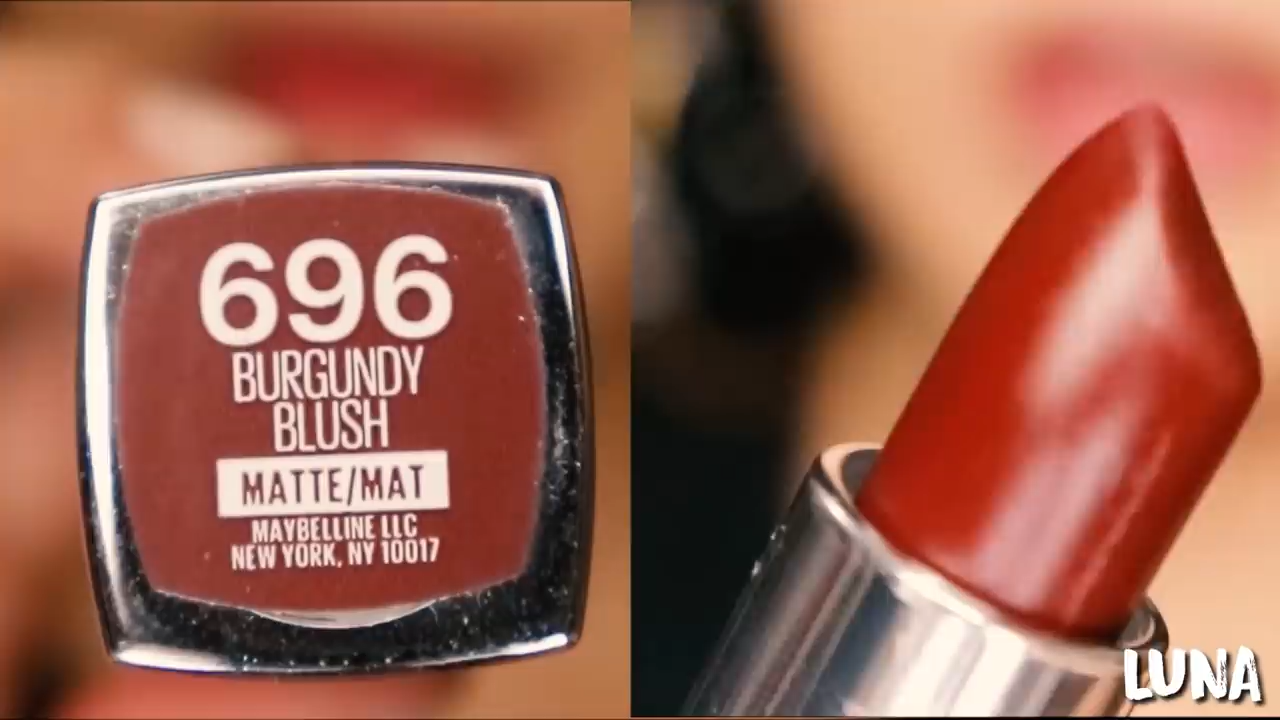 696
BURGUNDY
BLUSH
MATTE/MAT
MAYBELLINE LLC
NEW YORK, NY 10017
LUNA